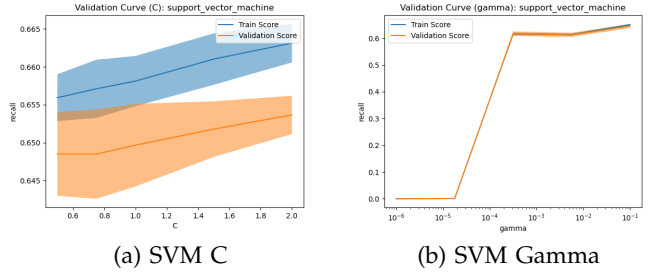 Validation Curve (C): support_vector_machine
Train Score
Validation Score
0.665
0.660
0.655
0.650
0.645
recall
0.6 0.8 1.0 1.2 1.4 1.6 1.8 2.0
C
(a) SVM C
Validation Curve (gamma): support_vector_machine
Train Score
Validation Score
0.6
0.5
0.4
0.3
0.2
0.1
0.0
recall
10⁻⁶ 10⁻⁵ 10⁻⁴ 10⁻³ 10⁻² 10⁻¹
gamma
(b) SVM Gamma